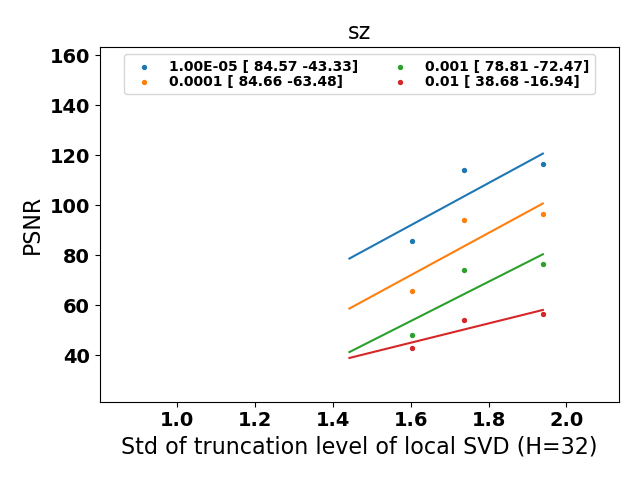 sz
1.00E-05 [ 84.57 -43.33]
0.0001 [ 84.66 -63.48]
0.001 [ 78.81 -72.47]
0.01 [ 38.68 -16.94]
160
140
120
100
80
60
40
PSNR
1.0 1.2 1.4 1.6 1.8 2.0
Std of truncation level of local SVD (H=32)